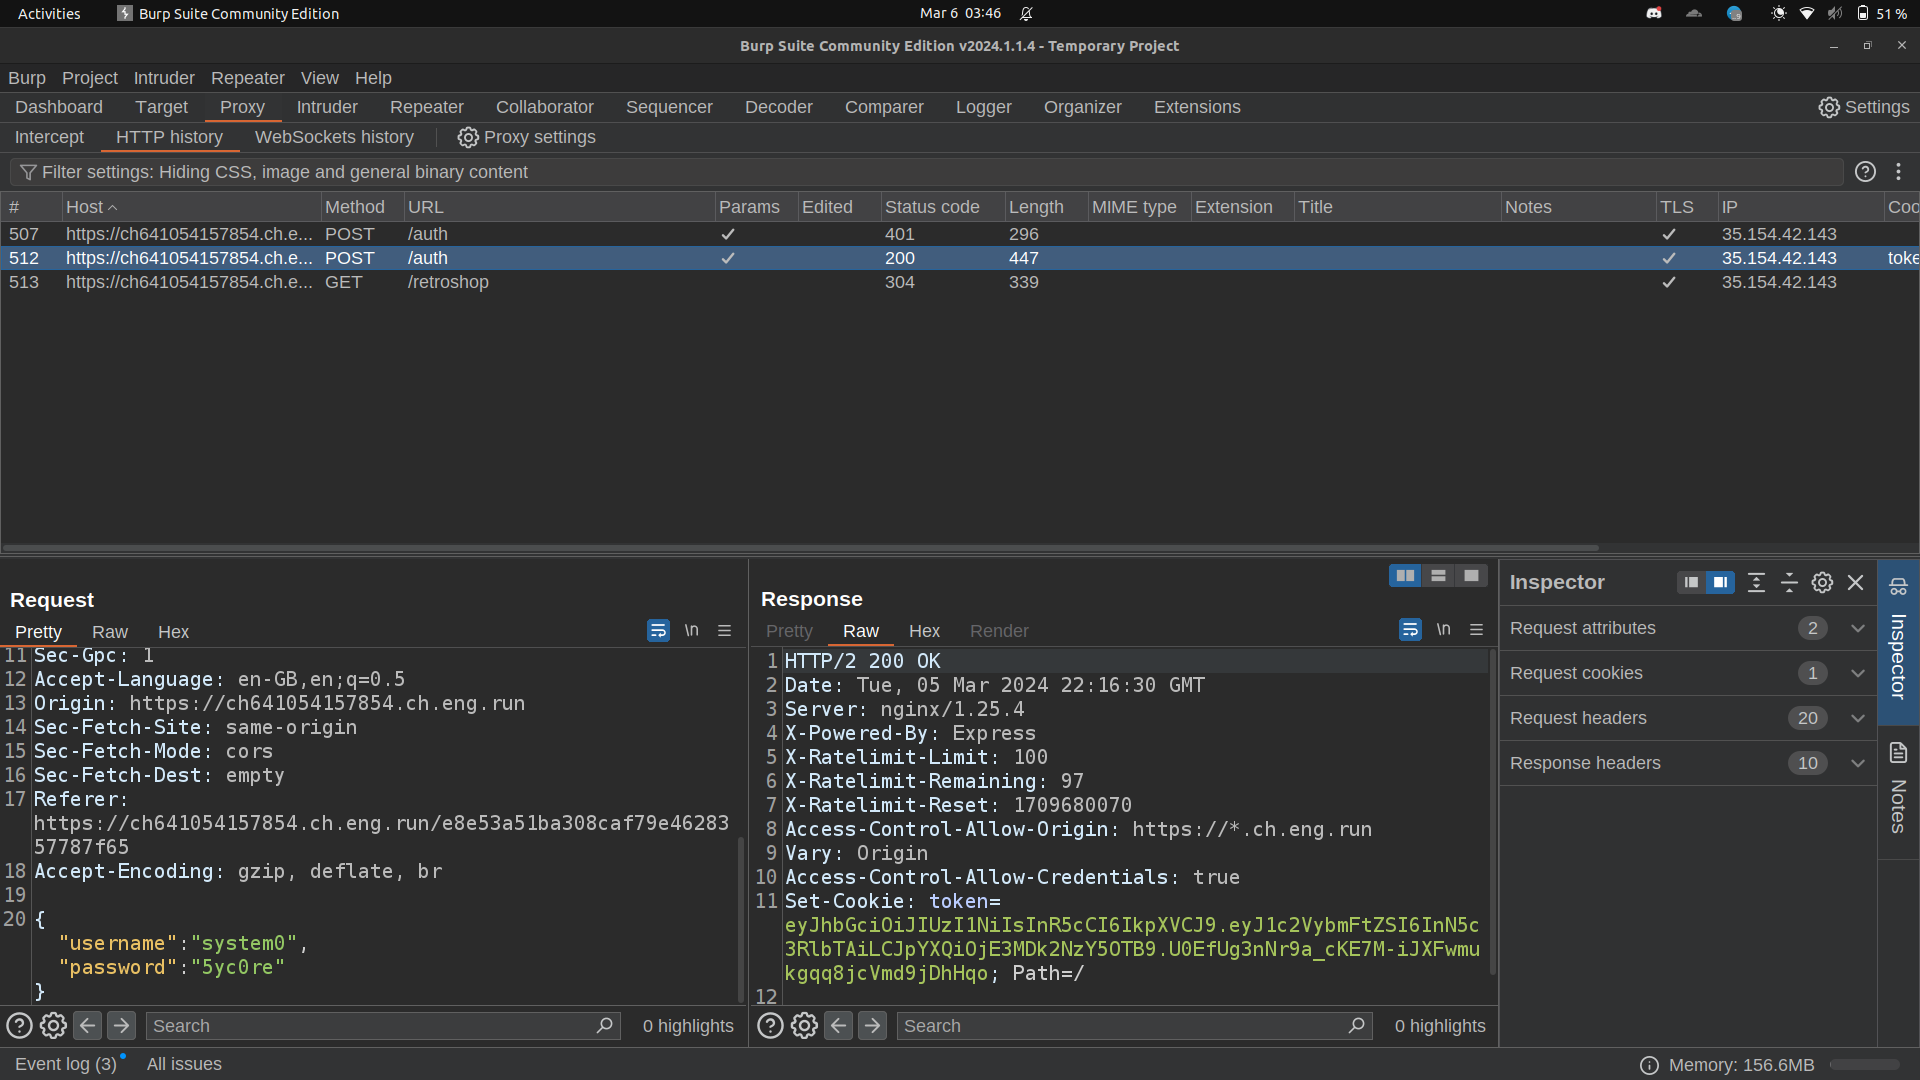 Activities Burp Suite Community Edition Mar 6 03:46 51 %
Burp Suite Community Edition v2024.1.1.4 - Temporary Project
Burp Project Intruder Repeater View Help
Dashboard Target Proxy Intruder Repeater Collaborator Sequencer Decoder Comparer Logger Organizer Extensions Settings
Intercept HTTP history WebSockets history Proxy settings
Filter settings: Hiding CSS, image and general binary content
# Host Method URL Params Edited Status code Length MIME type Extension Title Notes TLS IP Coo
507 https://ch641054157854.ch.e... POST /auth ✓ 401 296 ✓ 35.154.42.143
512 https://ch641054157854.ch.e... POST /auth ✓ 200 447 ✓ 35.154.42.143 toke
513 https://ch641054157854.ch.e... GET /retroshop 304 339 ✓ 35.154.42.143
Request
Pretty Raw Hex \n
11 Sec-Gpc: 1
12 Accept-Language: en-GB,en;q=0.5
13 Origin: https://ch641054157854.ch.eng.run
14 Sec-Fetch-Site: same-origin
15 Sec-Fetch-Mode: cors
16 Sec-Fetch-Dest: empty
17 Referer:
https://ch641054157854.ch.eng.run/e8e53a51ba308caf79e46283
57787f65
18 Accept-Encoding: gzip, deflate, br
19
20 {
"username":"system0",
"password":"5yc0re"
}
Search 0 highlights
Response
Pretty Raw Hex Render \n
1 HTTP/2 200 OK
2 Date: Tue, 05 Mar 2024 22:16:30 GMT
3 Server: nginx/1.25.4
4 X-Powered-By: Express
5 X-Ratelimit-Limit: 100
6 X-Ratelimit-Remaining: 97
7 X-Ratelimit-Reset: 1709680070
8 Access-Control-Allow-Origin: https://*.ch.eng.run
9 Vary: Origin
10 Access-Control-Allow-Credentials: true
11 Set-Cookie: token=
eyJhbGciOiJIUzI1NiIsInR5cCI6IkpXVCJ9.eyJ1c2VybmFtZSI6InN5c
3RlbTAiLCJpYXQiOjE3MDk2NzY5OTB9.U0EfUg3nNr9a_cKE7M-iJXFwmu
kgqq8jcVmd9jDhHqo; Path=/
12
Search 0 highlights
Inspector
Request attributes 2
Request cookies 1
Request headers 20
Response headers 10
Inspector
Notes
Event log (3) All issues Memory: 156.6MB